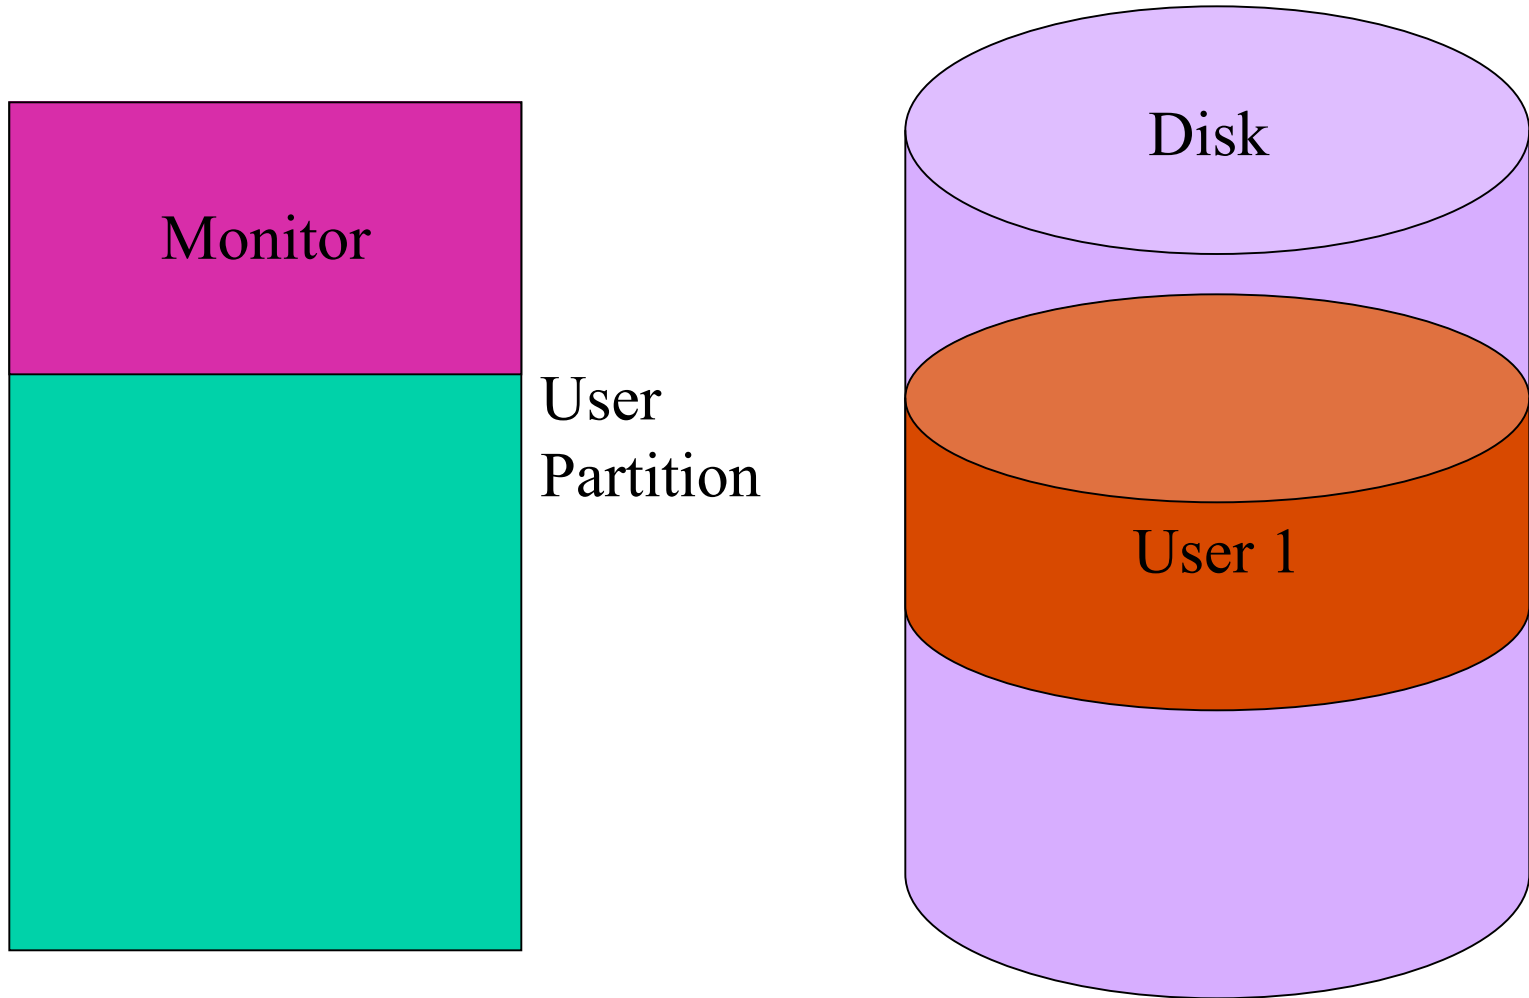 Monitor
User
Partition
Disk
User 1